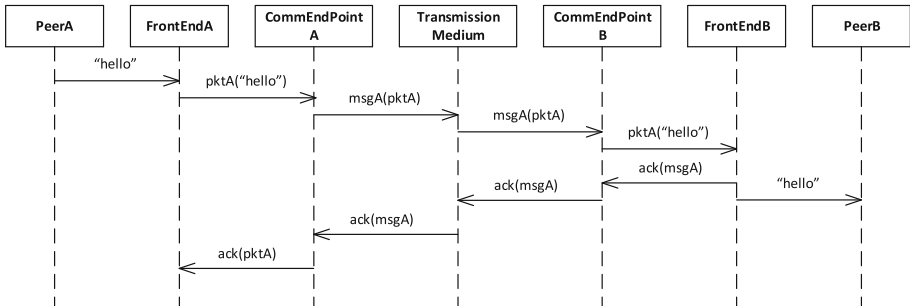 PeerA
FrontEndA
CommEndPoint
A
Transmission
Medium
CommEndPoint
B
FrontEndB
PeerB
“hello”
pktA(“hello”)
msgA(pktA)
msgA(pktA)
pktA(“hello”)
ack(msgA)
“hello”
ack(msgA)
ack(msgA)
ack(pktA)